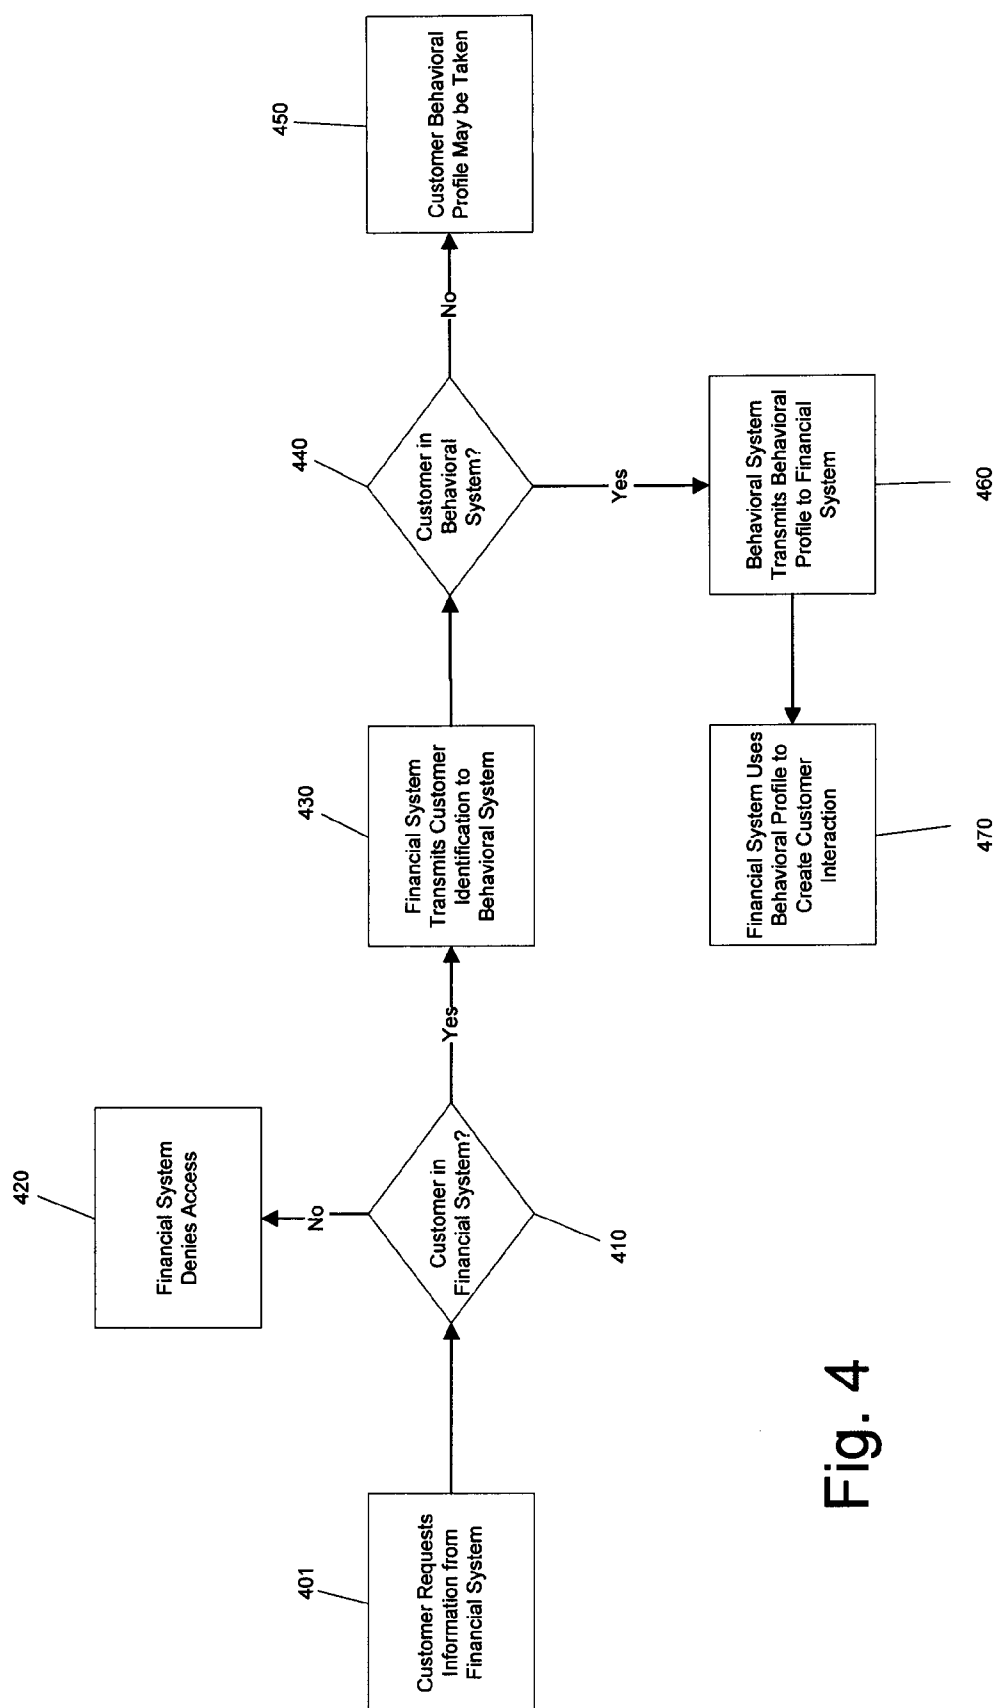 401
Customer Requests
Information from
Financial System
420
Financial System
Denies Access
No
Customer in
Financial System?
410
Yes
430
Financial System
Transmits Customer
Identification to
Behavioral System
440
Customer in
Behavioral
System?
No
450
Customer Behavioral
Profile May be Taken
Yes
Behavioral System
Transmits Behavioral
Profile to Financial
System
460
Financial System Uses
Behavioral Profile to
Create Customer
Interaction
470
Fig. 4